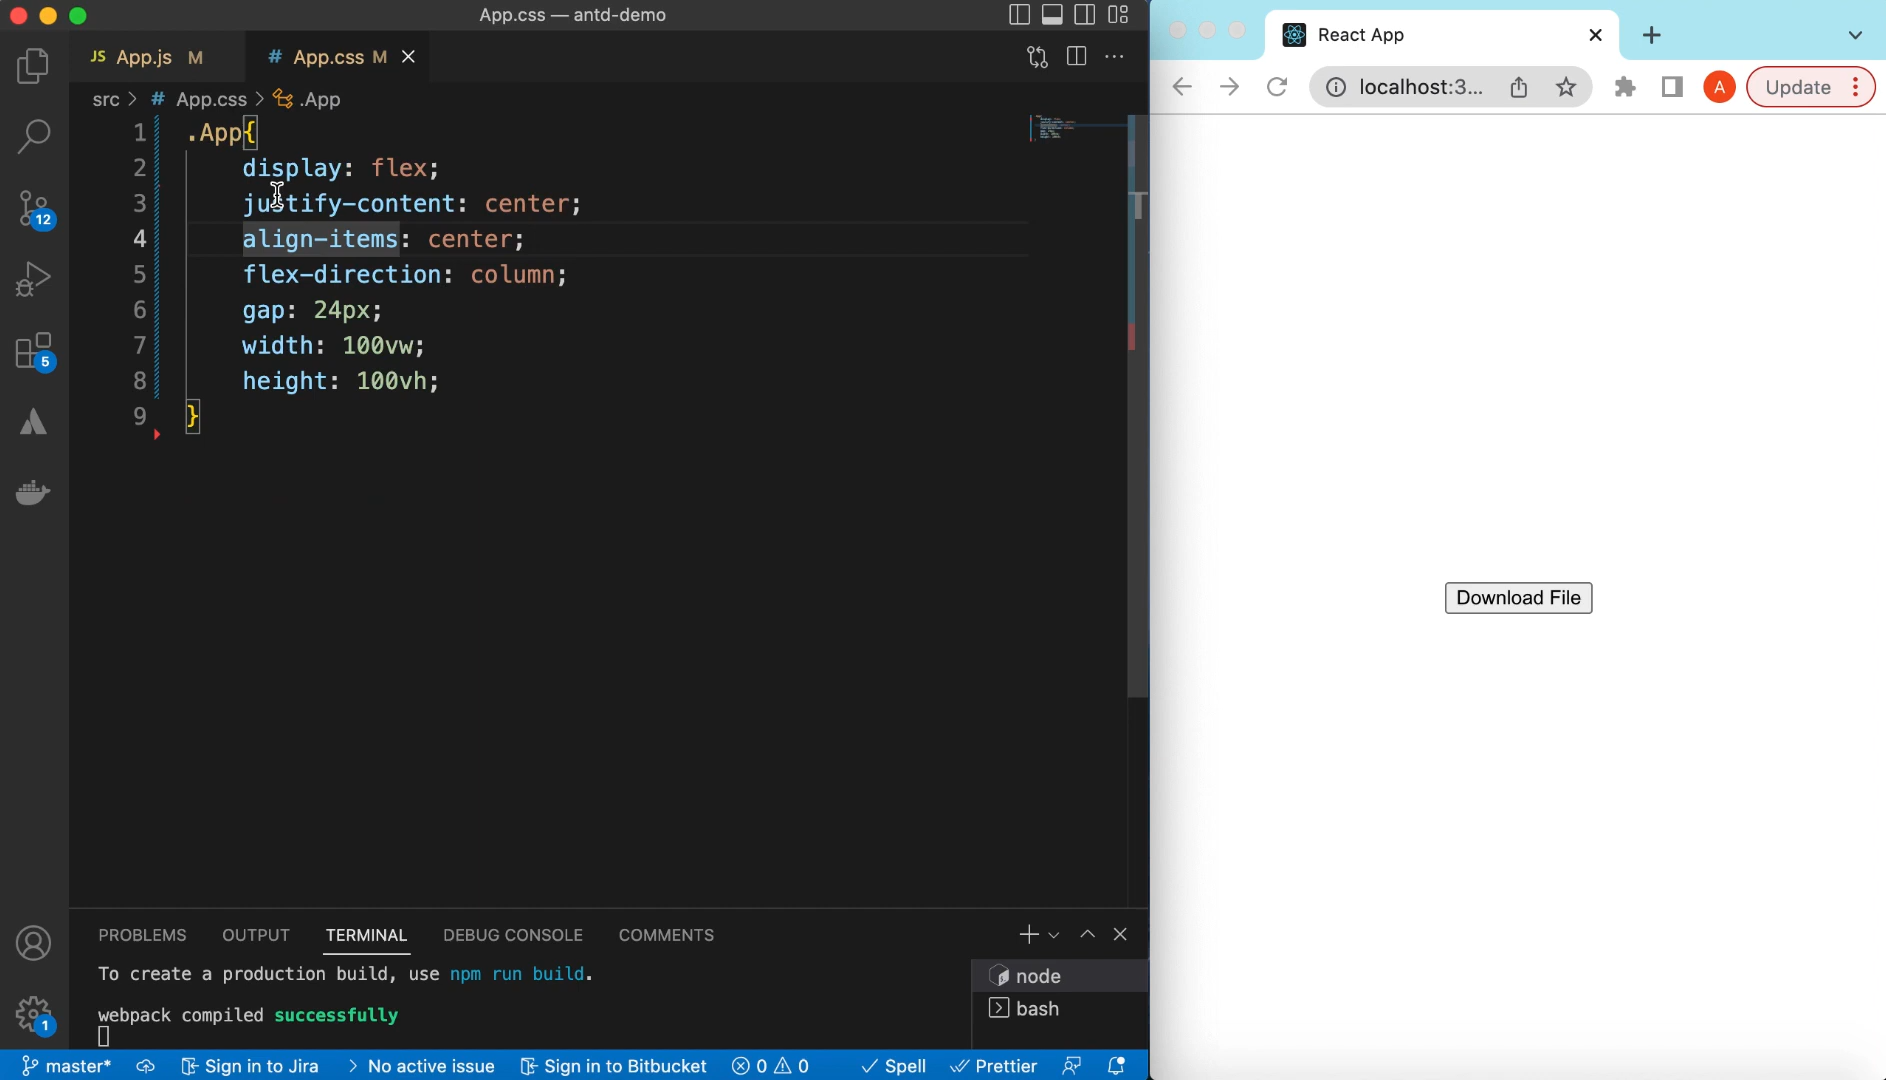 App.css — antd-demo
JS App.js M
# App.css M
src > # App.css > .App
1 .App{
2 display: flex;
3 justify-content: center;
4 align-items: center;
5 flex-direction: column;
6 gap: 24px;
7 width: 100vw;
8 height: 100vh;
9 }
12
5
1
PROBLEMS OUTPUT TERMINAL DEBUG CONSOLE COMMENTS
To create a production build, use npm run build.
webpack compiled successfully
node
bash
master* Sign in to Jira > No active issue Sign in to Bitbucket 0 0 Spell Prettier
React App
localhost:3... A Update
Download File